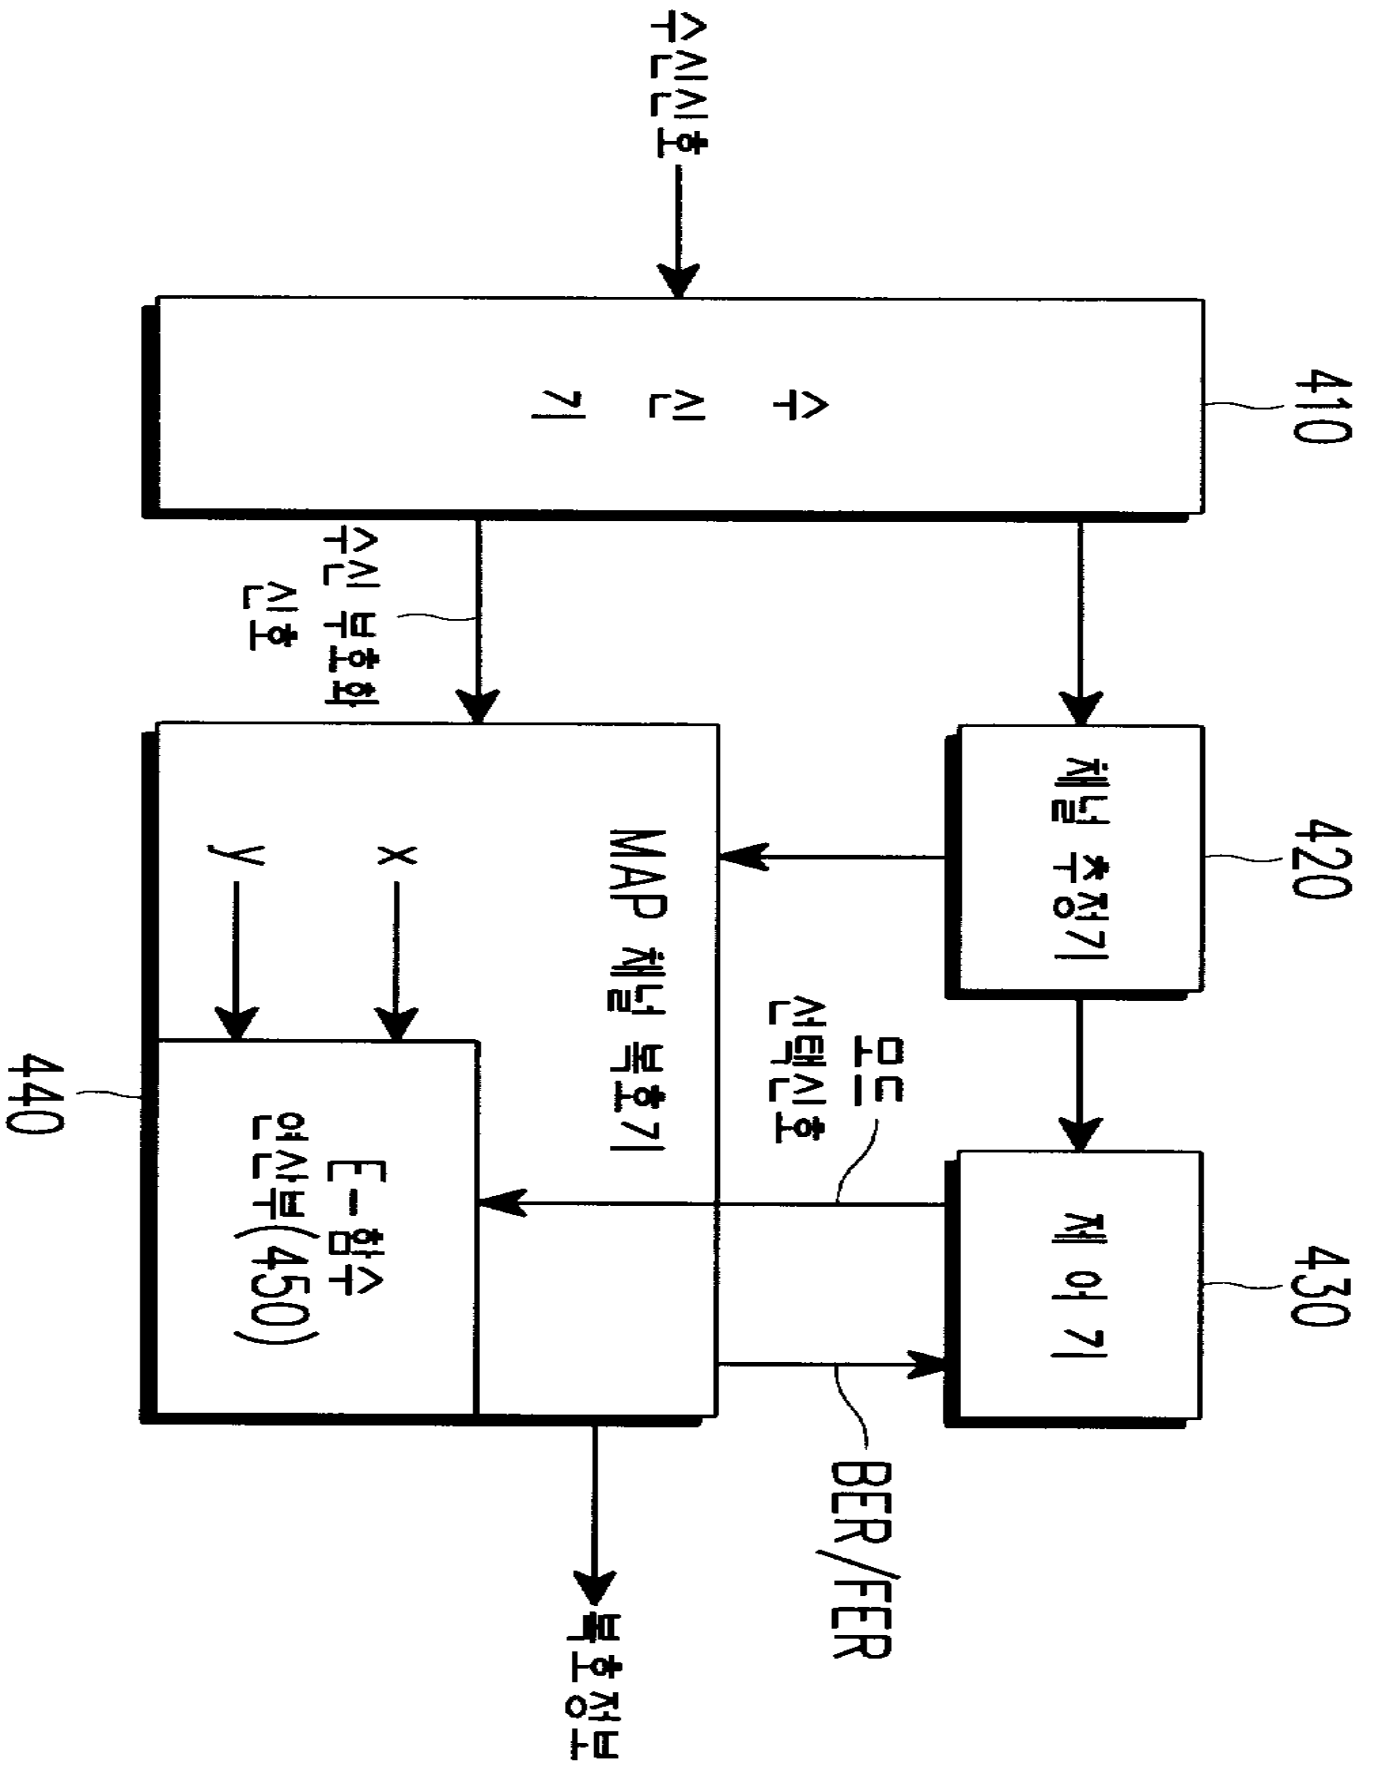 수신신호
410
수 신 기
수신 부호화
신호
420
채널 추정기
430
제 어 기
모드
선택신호
BER/FER
MAP 채널 복호기
x
y
E-함수
연산부(450)
440
복호정보